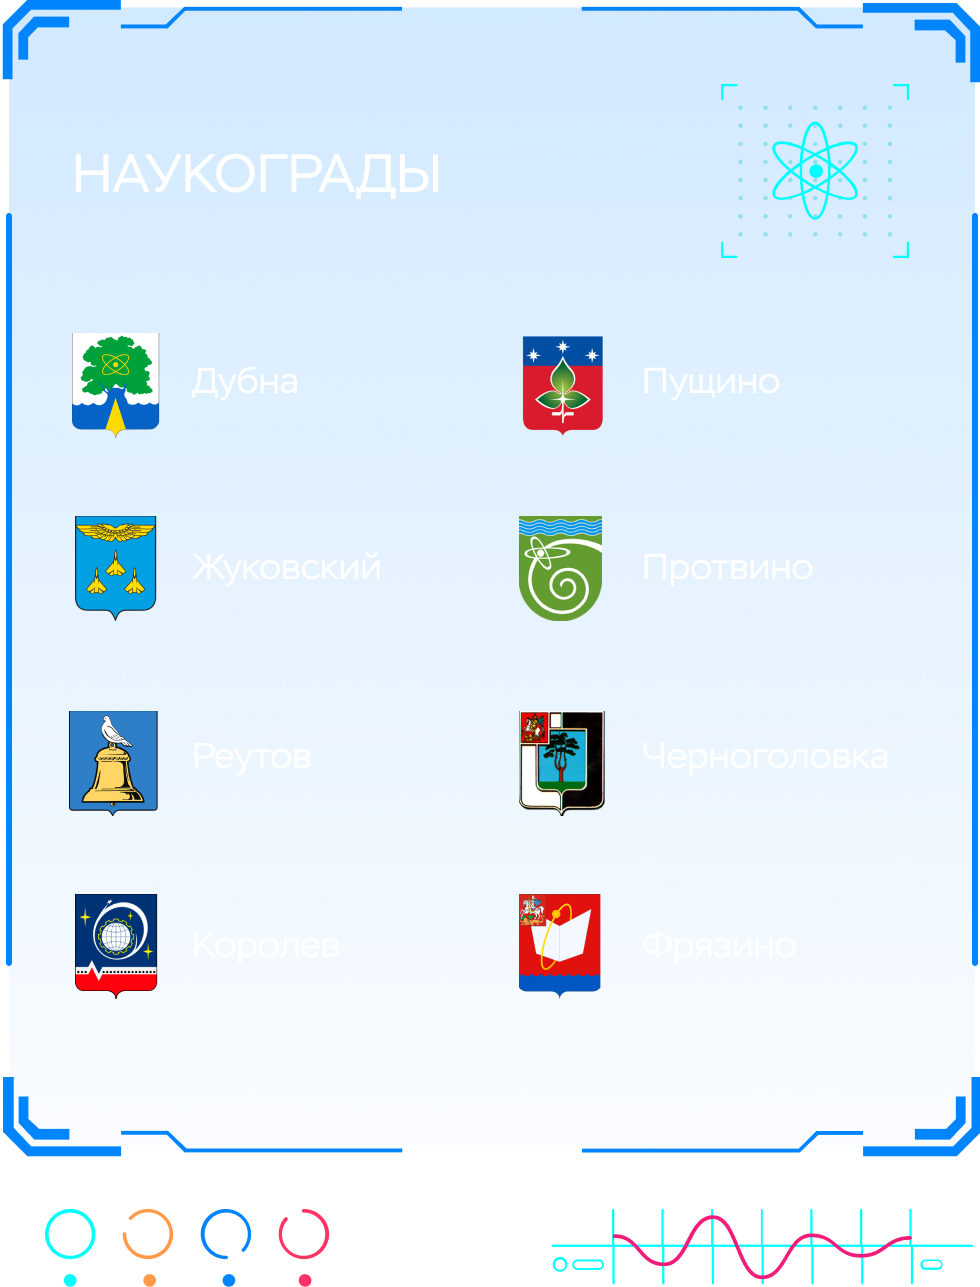 НАУКОГРАДЫ
Дубна
Пущино
Жуковский
Протвино
Реутов
Черноголовка
Королев
Фрязино